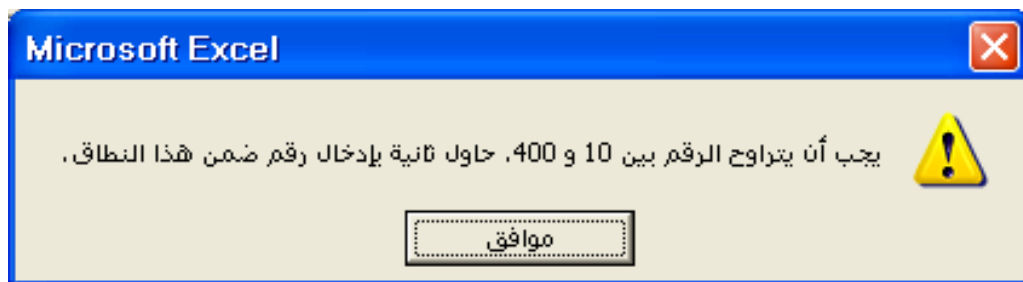 Microsoft Excel
يجب أن يتراوح الرقم بين 10 و 400. حاول ثانية بإدخال رقم ضمن هذا النطاق.
موافق